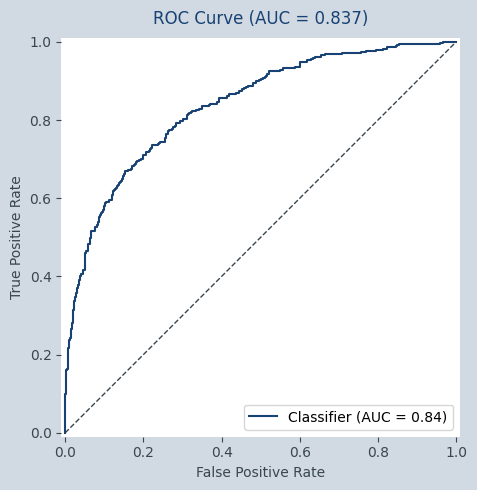 ROC Curve (AUC = 0.837)
True Positive Rate
1.0
0.8
0.6
0.4
0.2
0.0
Classifier (AUC = 0.84)
0.0 0.2 0.4 0.6 0.8 1.0
False Positive Rate